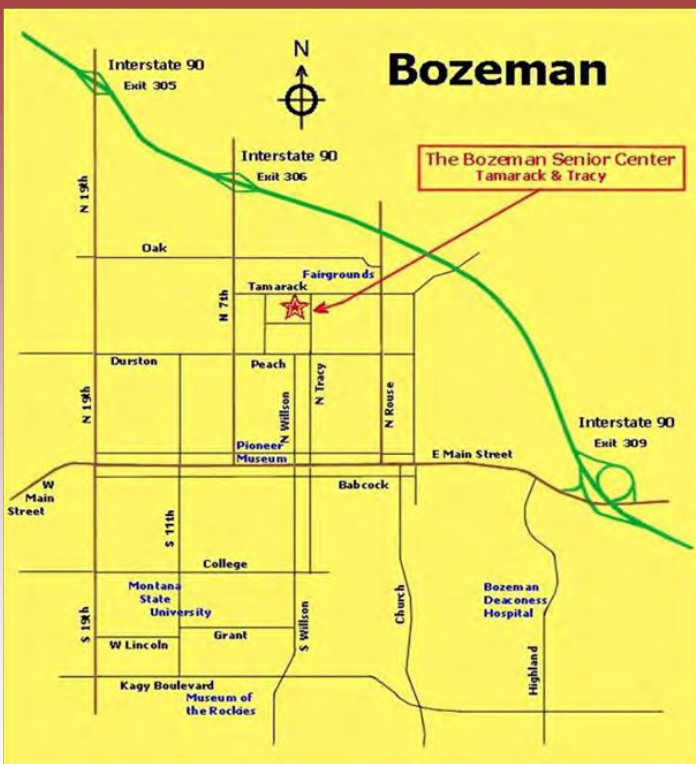 Bozeman
N
Interstate 90
Exit 305
Interstate 90
Exit 306
The Bozeman Senior Center
Tamarack & Tracy
N 19th
Oak
Fairgrounds
Tamarack
N 7th
Durston
Peach
N Tracy
N Willson
N Rouse
N 19th
Interstate 90
Exit 309
Pioneer
Museum
E Main Street
W
Main
Street
Babcock
S 11th
College
Montana
State
University
Bozeman
Deaconess
Hospital
Church
S 19th
Grant
W Lincoln
S Willson
Highland
Kagy Boulevard
Museum of
the Rockies